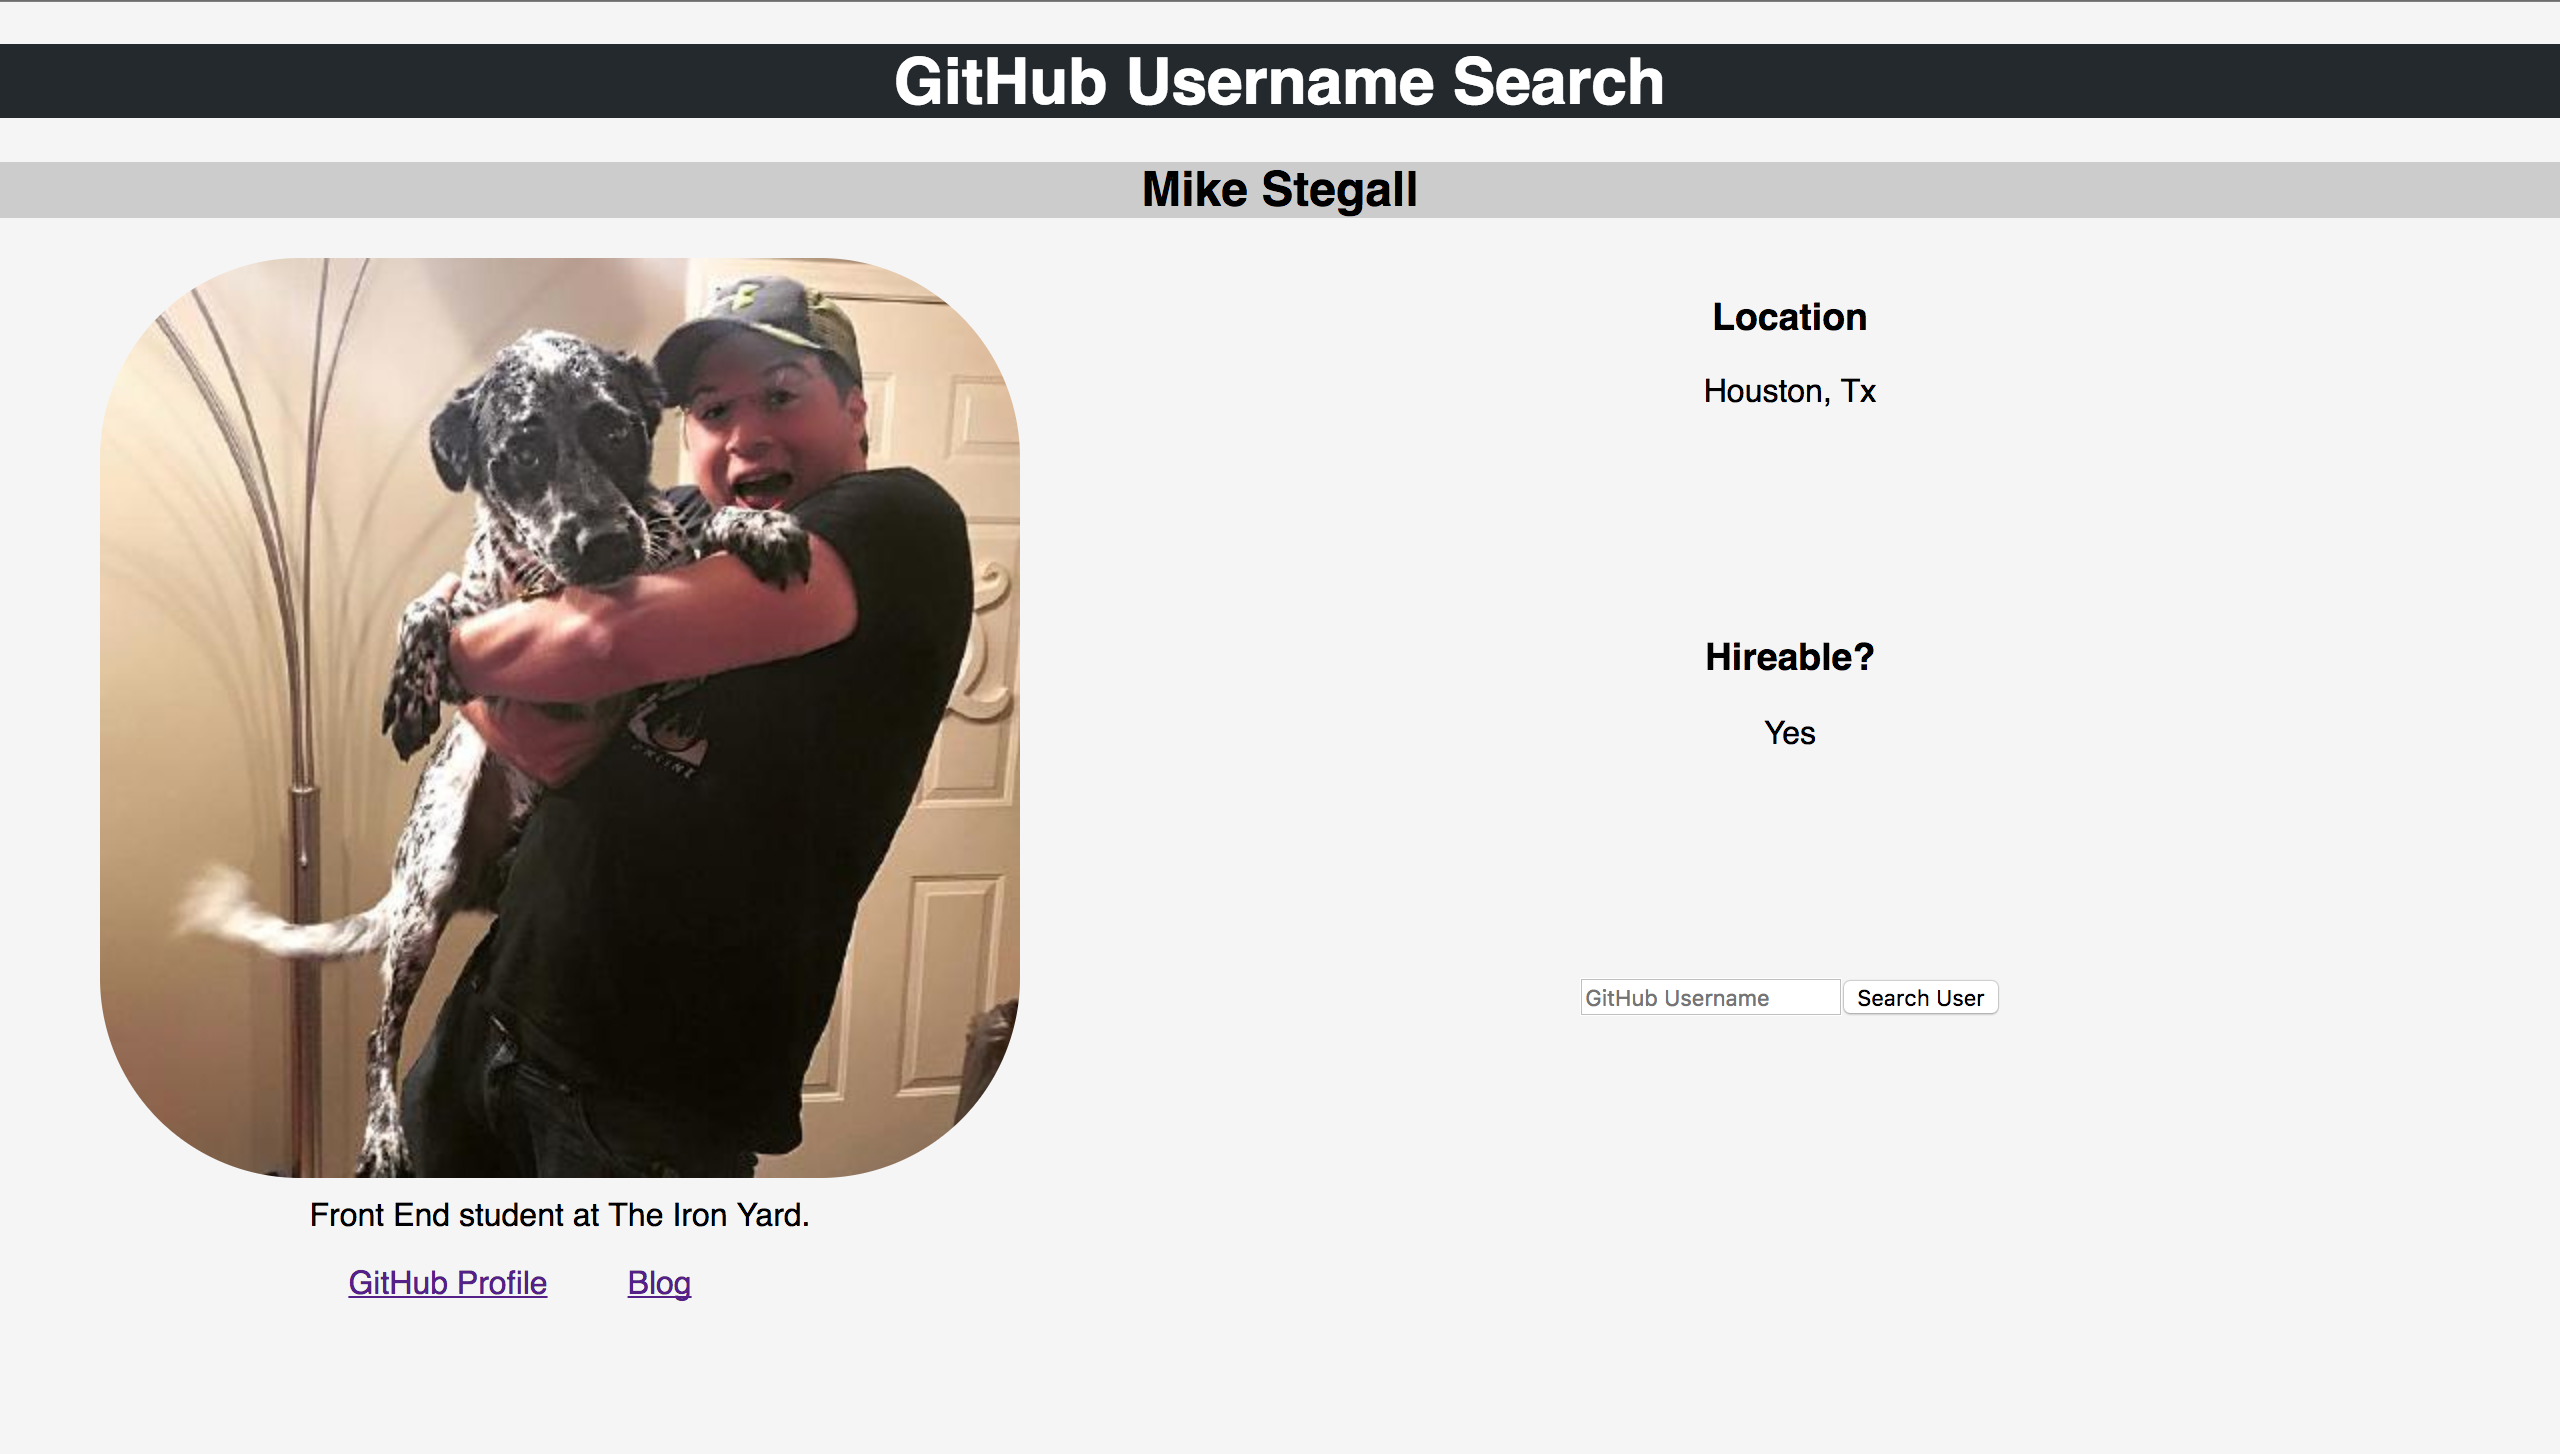 GitHub Username Search
Mike Stegall
Location
Houston, Tx
Hireable?
Yes
GitHub Username
Search User
Front End student at The Iron Yard.
GitHub Profile
Blog